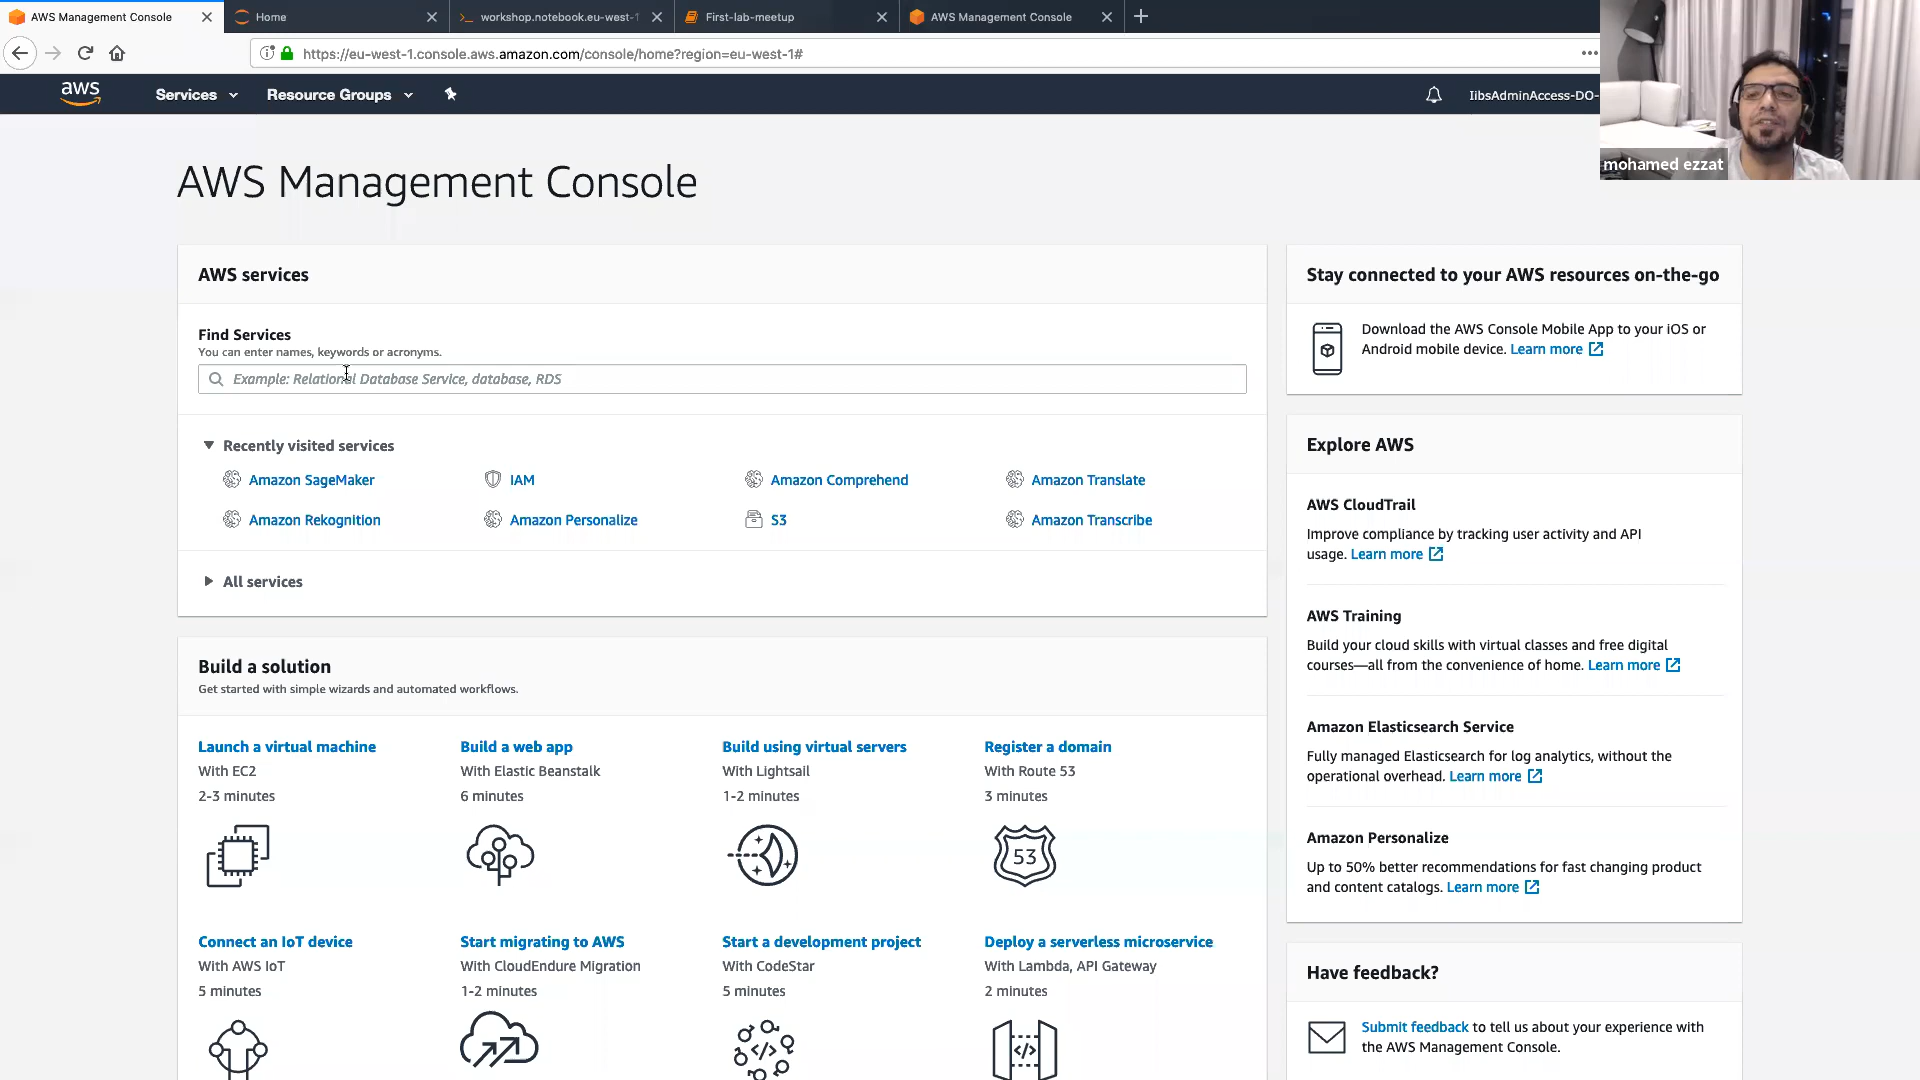 AWS Management Console
Home
workshop.notebook.eu-west-1
First-lab-meetup
AWS Management Console
https://eu-west-1.console.aws.amazon.com/console/home?region=eu-west-1#
aws
Services
Resource Groups
IibsAdminAccess-DO-
mohamed ezzat
AWS Management Console
AWS services
Find Services
You can enter names, keywords or acronyms.
Example: Relational Database Service, database, RDS
Recently visited services
Amazon SageMaker
IAM
Amazon Comprehend
Amazon Translate
Amazon Rekognition
Amazon Personalize
S3
Amazon Transcribe
All services
Build a solution
Get started with simple wizards and automated workflows.
Launch a virtual machine
With EC2
2-3 minutes
Build a web app
With Elastic Beanstalk
6 minutes
Build using virtual servers
With Lightsail
1-2 minutes
Register a domain
With Route 53
3 minutes
53
Connect an IoT device
With AWS IoT
5 minutes
Start migrating to AWS
With CloudEndure Migration
1-2 minutes
Start a development project
With CodeStar
5 minutes
Deploy a serverless microservice
With Lambda, API Gateway
2 minutes
Stay connected to your AWS resources on-the-go
Download the AWS Console Mobile App to your iOS or
Android mobile device. Learn more
Explore AWS
AWS CloudTrail
Improve compliance by tracking user activity and API
usage. Learn more
AWS Training
Build your cloud skills with virtual classes and free digital
courses—all from the convenience of home. Learn more
Amazon Elasticsearch Service
Fully managed Elasticsearch for log analytics, without the
operational overhead. Learn more
Amazon Personalize
Up to 50% better recommendations for fast changing product
and content catalogs. Learn more
Have feedback?
Submit feedback to tell us about your experience with
the AWS Management Console.